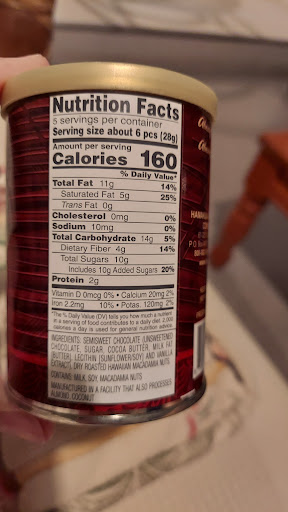 Nutrition Facts
5 servings per container
Serving size about 6 pcs (28g)
Amount per serving
Calories 160
% Daily Value*
Total Fat 11g 14%
Saturated Fat 5g 25%
Trans Fat 0g
Cholesterol 0mg 0%
Sodium 10mg 0%
Total Carbohydrate 14g 5%
Dietary Fiber 4g 14%
Total Sugars 10g
Includes 10g Added Sugars 20%
Protein 2g
Vitamin D 0mcg 0% • Calcium 20mg 2%
Iron 2.2mg 10% • Potas. 120mg 2%
*The % Daily Value (DV) tells you how much a nutrient
in a serving of food contributes to a daily diet. 2,000
calories a day is used for general nutrition advice.
INGREDIENTS: SEMISWEET CHOCOLATE (UNSWEETENED
CHOCOLATE, SUGAR, COCOA BUTTER, MILK FAT
(BUTTER), LECITHIN (SUNFLOWER/SOY) AND VANILLA
EXTRACT), DRY ROASTED HAWAIIAN MACADAMIA NUTS
CONTAINS: MILK, SOY, MACADAMIA NUTS
MANUFACTURED IN A FACILITY THAT ALSO PROCESSES
ALMOND, COCONUT